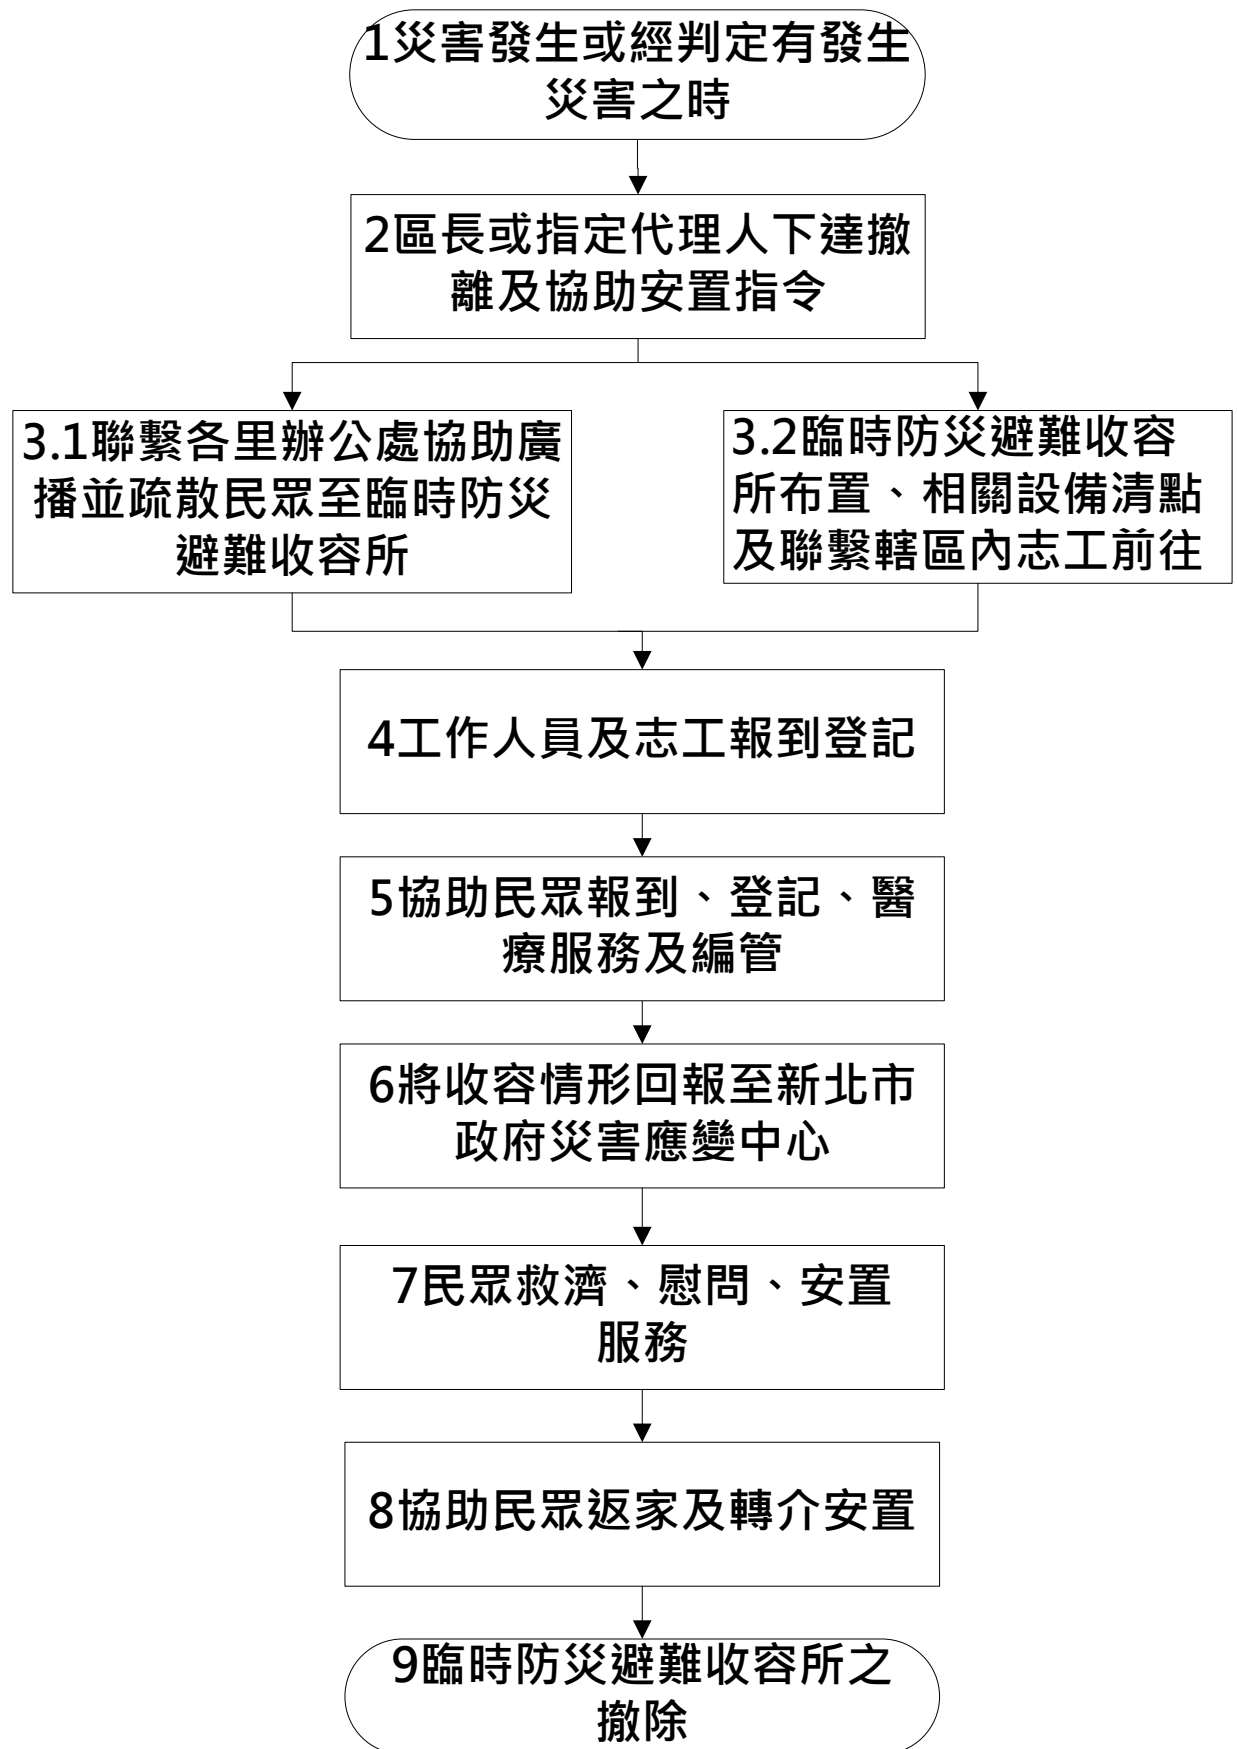 1災害發生或經判定有發生
災害之時
2區長或指定代理人下達撤
離及協助安置指令
3.1聯繫各里辦公處協助廣
播並疏散民眾至臨時防災
避難收容所
3.2臨時防災避難收容
所布置、相關設備清點
及聯繫轄區內志工前往
4工作人員及志工報到登記
5協助民眾報到、登記、醫
療服務及編管
6將收容情形回報至新北市
政府災害應變中心
7民眾救濟、慰問、安置
服務
8協助民眾返家及轉介安置
9臨時防災避難收容所之
撤除